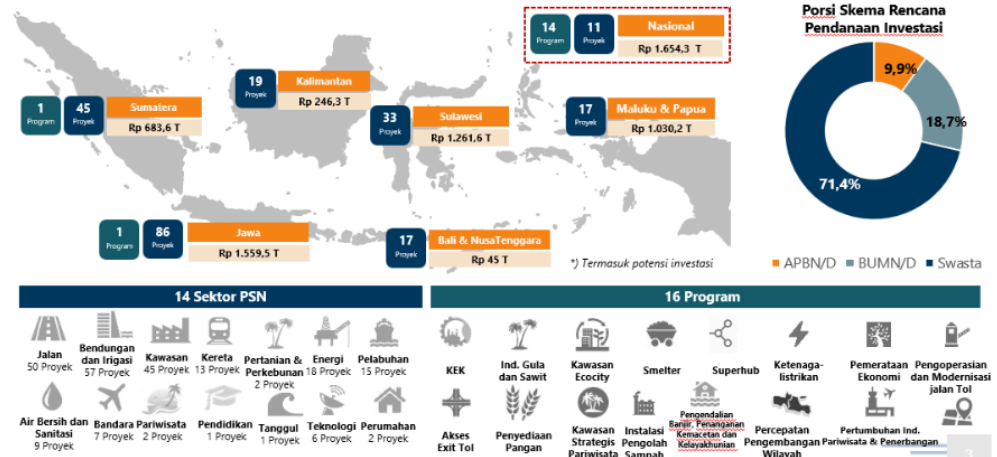 Porsi Skema Rencana
Pendanaan Investasi
14
Program
11
Proyek
Nasional
Rp 1.654,3 T
9,9%
18,7%
71,4%
APBN/D
BUMN/D
Swasta
19
Proyek
Kalimantan
Rp 246,3 T
1
Program
45
Proyek
Sumatera
Rp 683,6 T
33
Proyek
Sulawesi
Rp 1.261,6 T
17
Proyek
Maluku & Papua
Rp 1.030,2 T
1
Program
86
Proyek
Jawa
Rp 1.559,5 T
17
Proyek
Bali & NusaTenggara
Rp 45 T
*) Termasuk potensi investasi
14 Sektor PSN
Jalan
50 Proyek
Bendungan
dan Irigasi
57 Proyek
Kawasan
45 Proyek
Kereta
13 Proyek
Pertanian &
Perkebunan
2 Proyek
Energi
18 Proyek
Pelabuhan
15 Proyek
Air Bersih dan
Sanitasi
9 Proyek
Bandara
7 Proyek
Pariwisata
2 Proyek
Pendidikan
1 Proyek
Tanggul
1 Proyek
Teknologi
6 Proyek
Perumahan
2 Proyek
16 Program
KEK
Ind. Gula
dan Sawit
Kawasan
Ecocity
Smelter
Superhub
Ketenaga-
listrikan
Pemerataan
Ekonomi
Pengoperasian
dan Modernisasi
jalan Tol
Akses
Exit Tol
Penyediaan
Pangan
Kawasan
Strategis
Pariwisata
Instalasi
Pengolah
Sampah
Pengendalian
Banjir, Penanganan
Kemacetan dan
Kelayakhunian
Percepatan
Pengembangan
Wilayah
Pertumbuhan Ind.
Pariwisata & Penerbangan
3